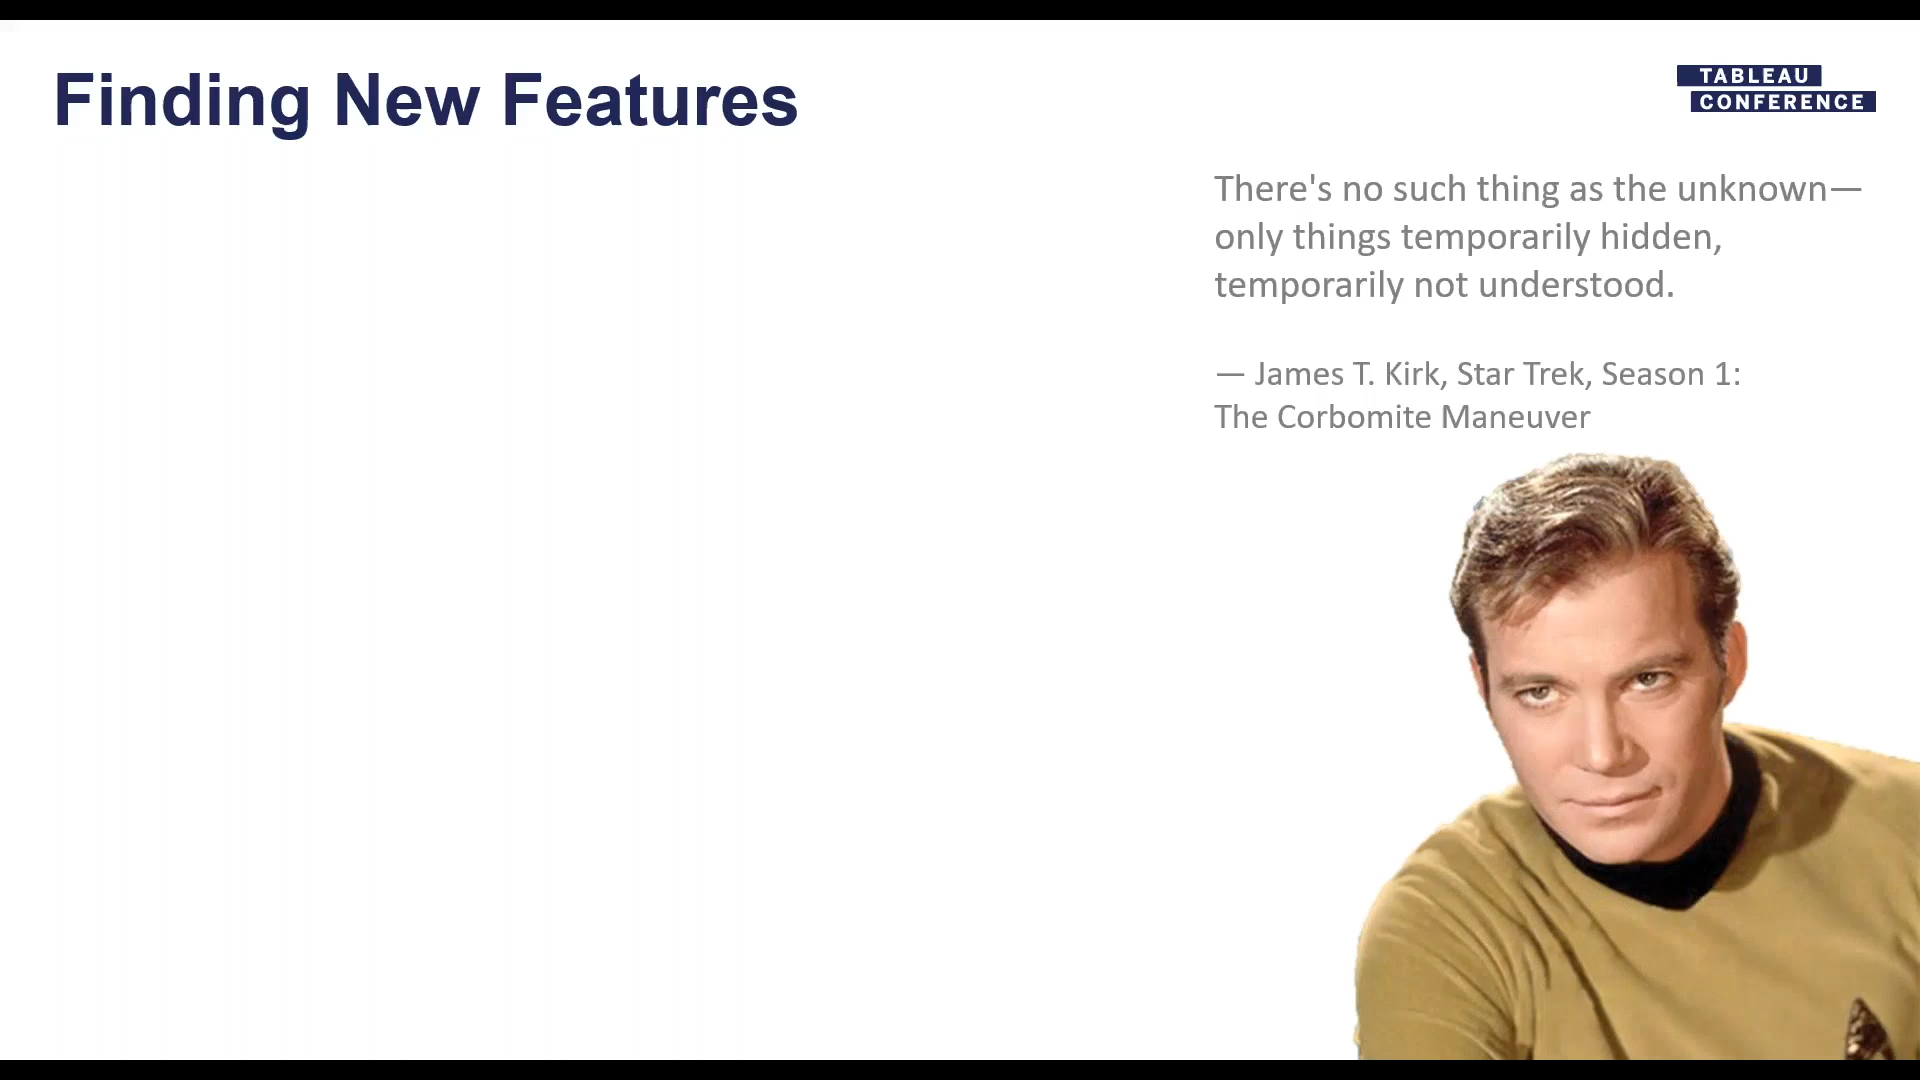 Finding New Features
TABLEAU
CONFERENCE
There's no such thing as the unknown—
only things temporarily hidden,
temporarily not understood.
— James T. Kirk, Star Trek, Season 1:
The Corbomite Maneuver